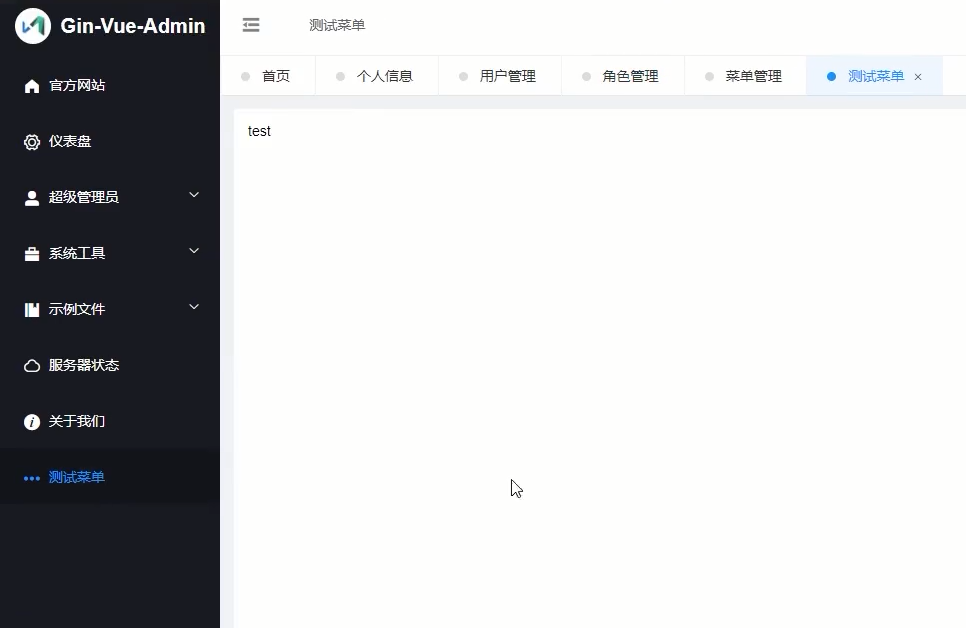 Gin-Vue-Admin
官方网站
仪表盘
超级管理员
系统工具
示例文件
服务器状态
关于我们
测试菜单
测试菜单
首页 个人信息 用户管理 角色管理 菜单管理 测试菜单 ×
test